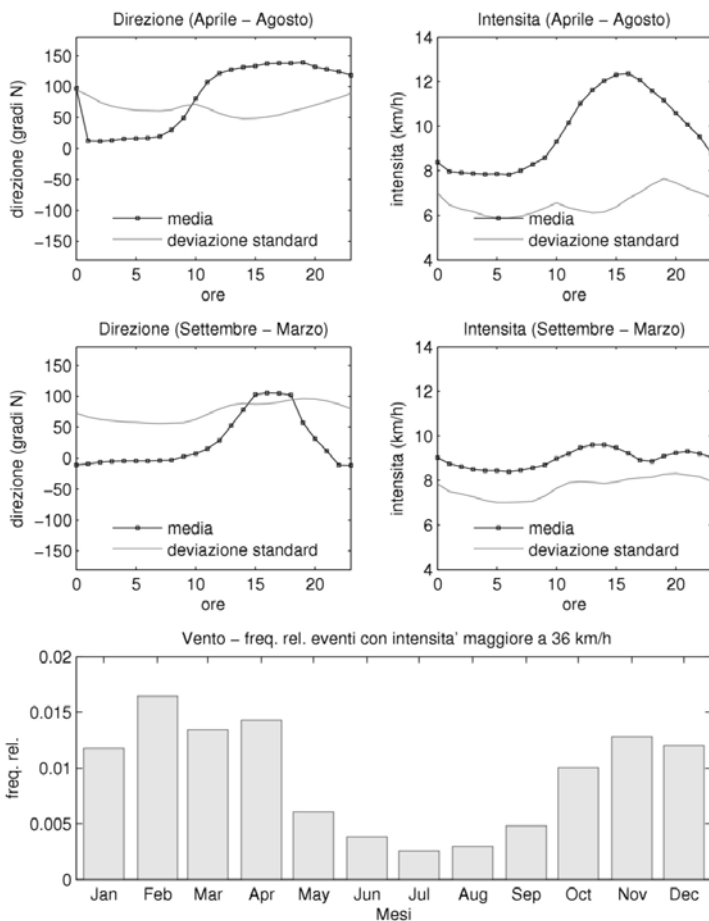 Direzione (Aprile – Agosto)
direzione (gradi N)
150
100
50
0
−50
−100
−150
media
deviazione standard
0 5 10 15 20
ore
Intensita (Aprile – Agosto)
intensita (km/h)
14
12
10
8
6
4
media
deviazione standard
0 5 10 15 20
ore
Direzione (Settembre – Marzo)
direzione (gradi N)
150
100
50
0
−50
−100
−150
media
deviazione standard
0 5 10 15 20
ore
Intensita (Settembre – Marzo)
intensita (km/h)
14
12
10
8
6
4
media
deviazione standard
0 5 10 15 20
ore
Vento – freq. rel. eventi con intensita' maggiore a 36 km/h
freq. rel.
0.02
0.015
0.01
0.005
0
Jan Feb Mar Apr May Jun Jul Aug Sep Oct Nov Dec
Mesi